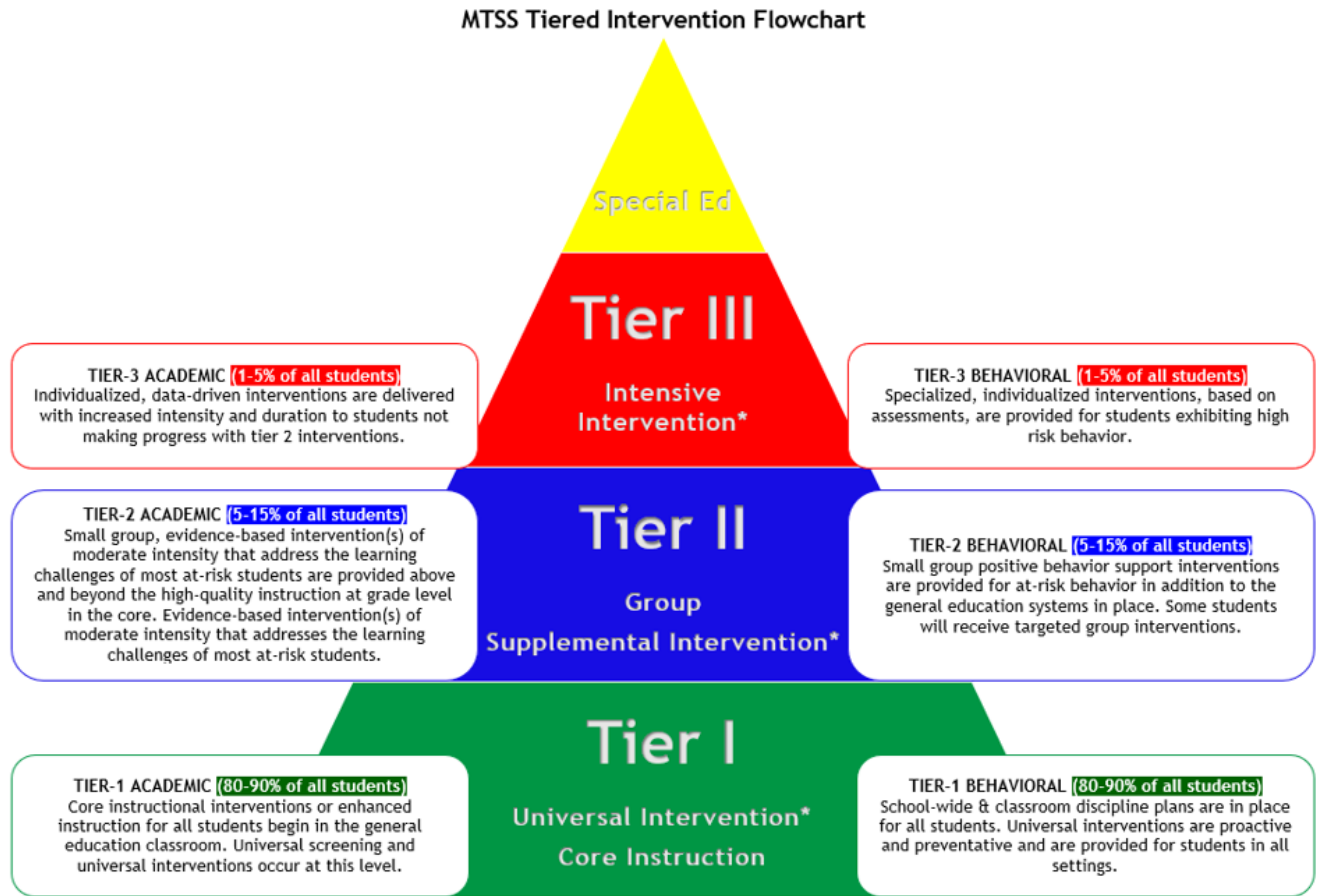 MTSS Tiered Intervention Flowchart
Special Ed
Tier III
Intensive
Intervention*
TIER-3 ACADEMIC (1-5% of all students)
Individualized, data-driven interventions are delivered
with increased intensity and duration to students not
making progress with tier 2 interventions.
TIER-3 BEHAVIORAL (1-5% of all students)
Specialized, individualized interventions, based on
assessments, are provided for students exhibiting high
risk behavior.
Tier II
Group
Supplemental Intervention*
TIER-2 ACADEMIC (5-15% of all students)
Small group, evidence-based intervention(s) of
moderate intensity that address the learning
challenges of most at-risk students are provided above
and beyond the high-quality instruction at grade level
in the core. Evidence-based intervention(s) of
moderate intensity that addresses the learning
challenges of most at-risk students.
TIER-2 BEHAVIORAL (5-15% of all students)
Small group positive behavior support interventions
are provided for at-risk behavior in addition to the
general education systems in place. Some students
will receive targeted group interventions.
Tier I
Universal Intervention*
Core Instruction
TIER-1 ACADEMIC (80-90% of all students)
Core instructional interventions or enhanced
instruction for all students begin in the general
education classroom. Universal screening and
universal interventions occur at this level.
TIER-1 BEHAVIORAL (80-90% of all students)
School-wide & classroom discipline plans are in place
for all students. Universal interventions are proactive
and preventative and are provided for students in all
settings.